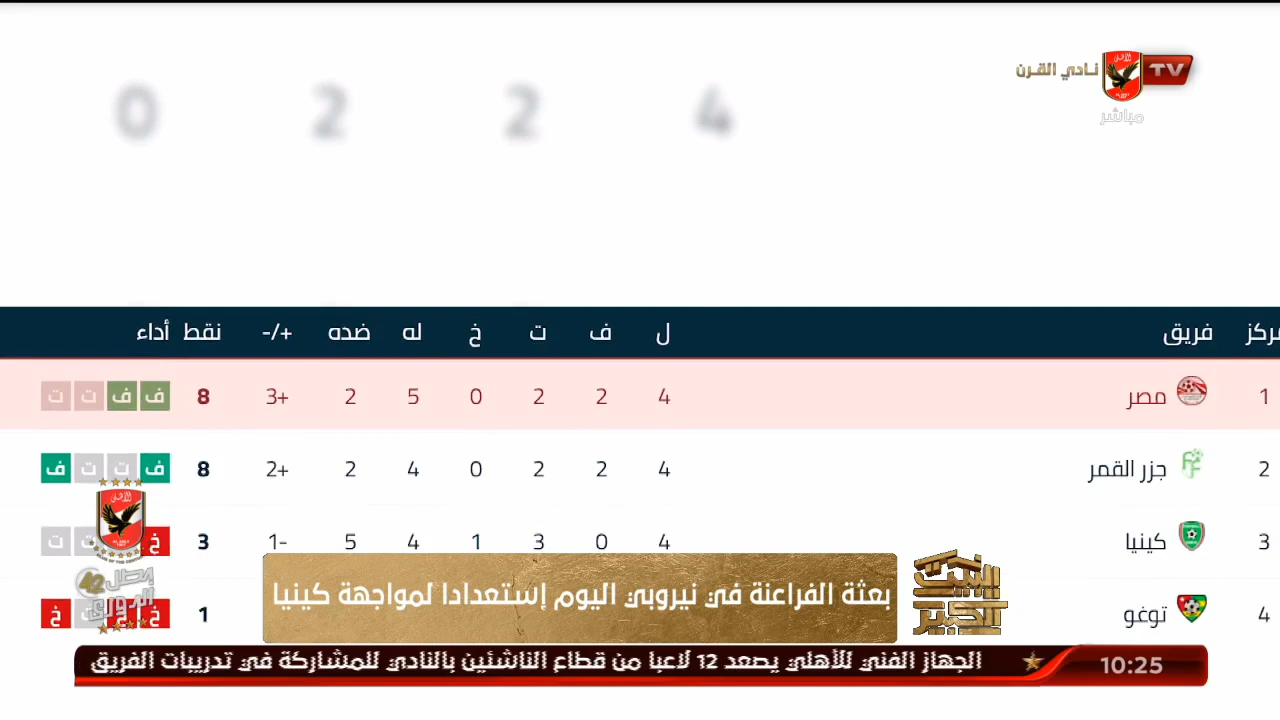 نادي القرن TV
مباشر
4 2 2 0
مركز فريق ل ف ت خ له ضده +/- نقط أداء
1 مصر 4 2 2 0 5 2 +3 8 ف ف ت ت
2 جزر القمر 4 2 2 0 4 2 +2 8 ف ت ت ف
3 كينيا 4 0 3 1 4 5 -1 3 خ ت ت
4 توغو 1 خ خ خ
البيت الكبير
بعثة الفراعنة في نيروبي اليوم إستعدادا لمواجهة كينيا
بطل الدوري 42
10:25 الجهاز الفني للأهلي يصعد 12 لاعبا من قطاع الناشئين بالنادي للمشاركة في تدريبات الفريق